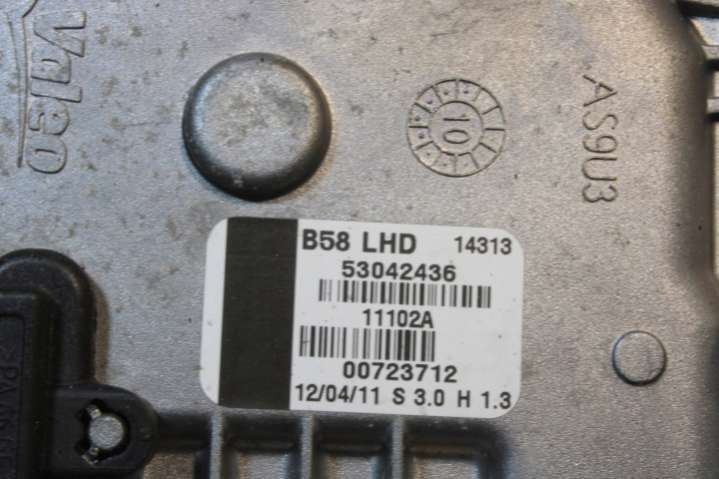 Valeo
10
AS9U3
B58 LHD 14313
53042436
11102A
00723712
12/04/11 S 3.0 H 1.3